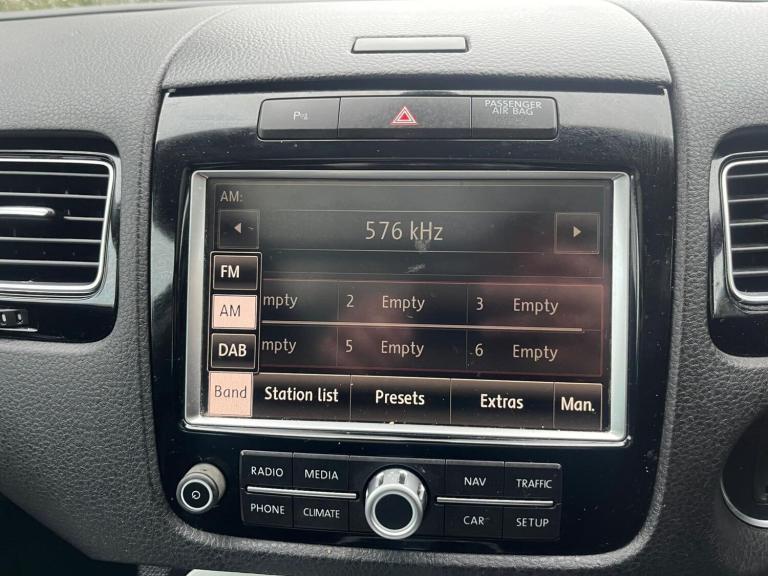 P
PASSENGER
AIR BAG
AM:
576 kHz
FM
AM
mpty 2 Empty 3 Empty
DAB
mpty 5 Empty 6 Empty
Band Station list Presets Extras Man.
RADIO MEDIA NAV TRAFFIC
PHONE CLIMATE CAR SETUP